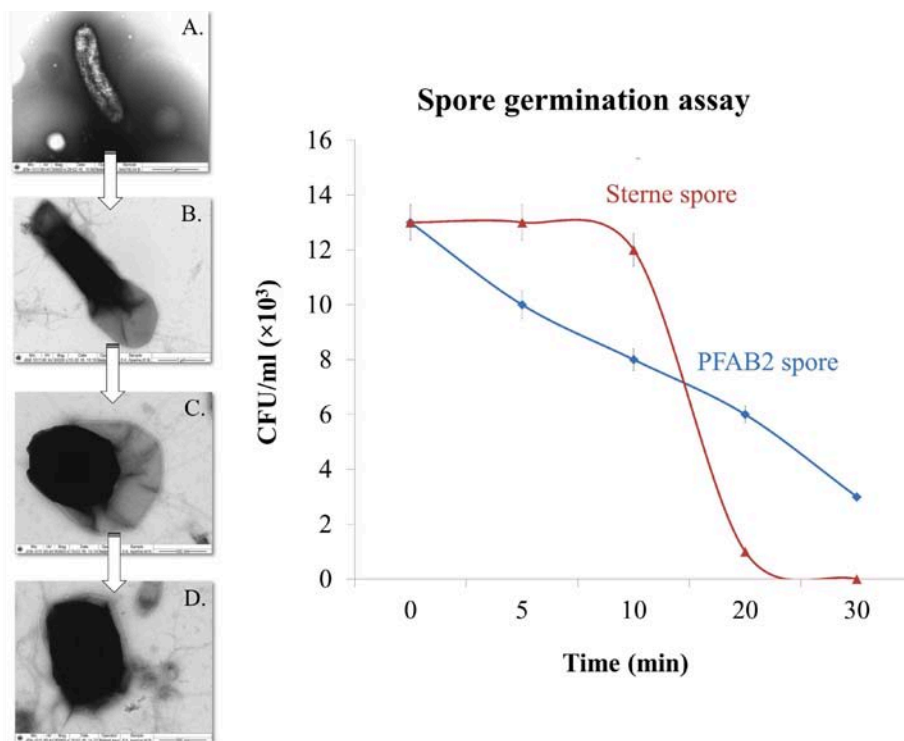 A.
B.
C.
D.
Spore germination assay
16
14
12
10
8
6
4
2
0
CFU/ml (×10³)
Sterne spore
PFAB2 spore
0 5 10 20 30
Time (min)